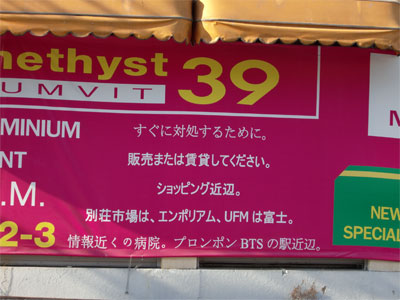 methyst 39
UMVIT
MINIUM
すぐに対処するために。
NT
販売または賃貸してください。
.M.
ショッピング近辺。
2-3
別荘市場は、エンポリアム、UFMは富士。
情報近くの病院。プロンポンBTSの駅近辺。
NEW
SPECIAL